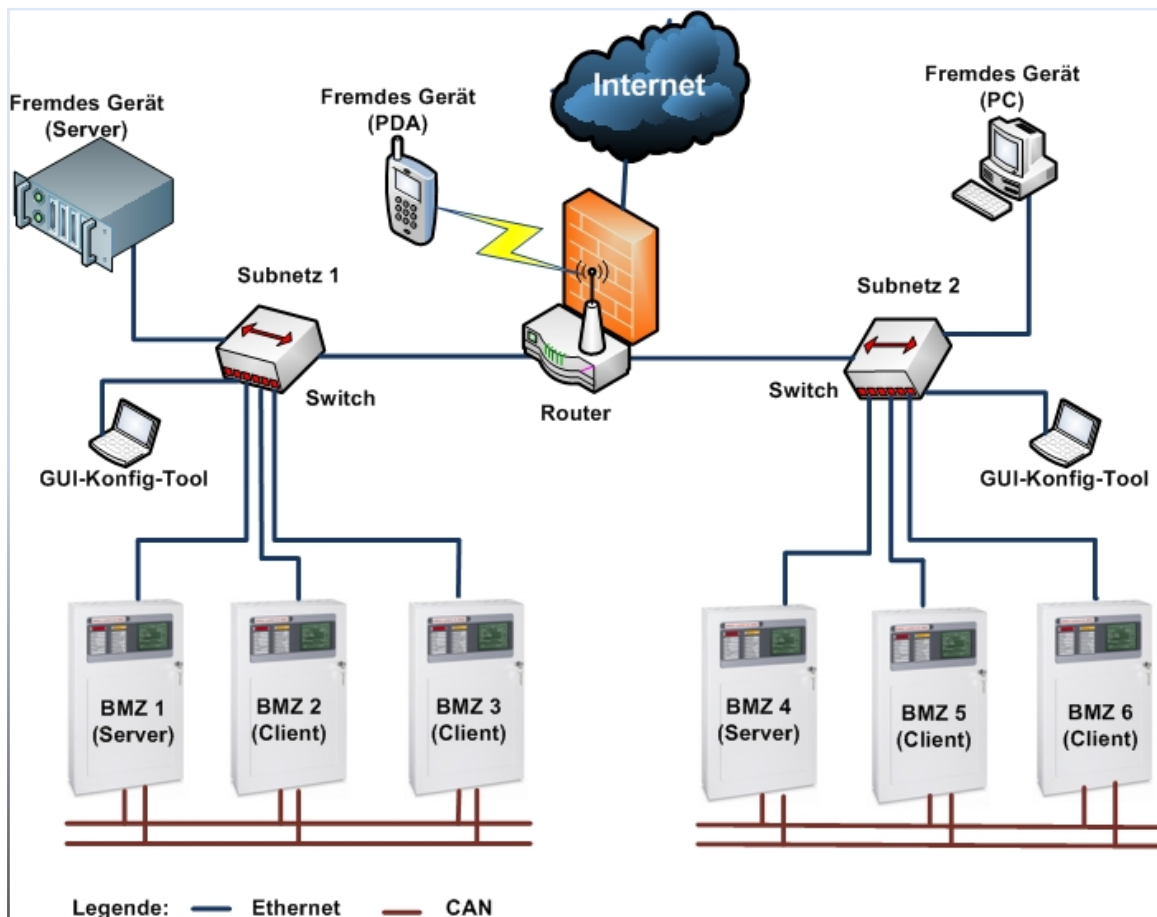 Internet
Fremdes Gerät
(PC)
Fremdes Gerät
(PDA)
Fremdes Gerät
(Server)
Subnetz 1
Subnetz 2
Switch
Router
Switch
GUI-Konfig-Tool
GUI-Konfig-Tool
BMZ 1
(Server)
BMZ 2
(Client)
BMZ 3
(Client)
BMZ 4
(Server)
BMZ 5
(Client)
BMZ 6
(Client)
Legende:
Ethernet
CAN